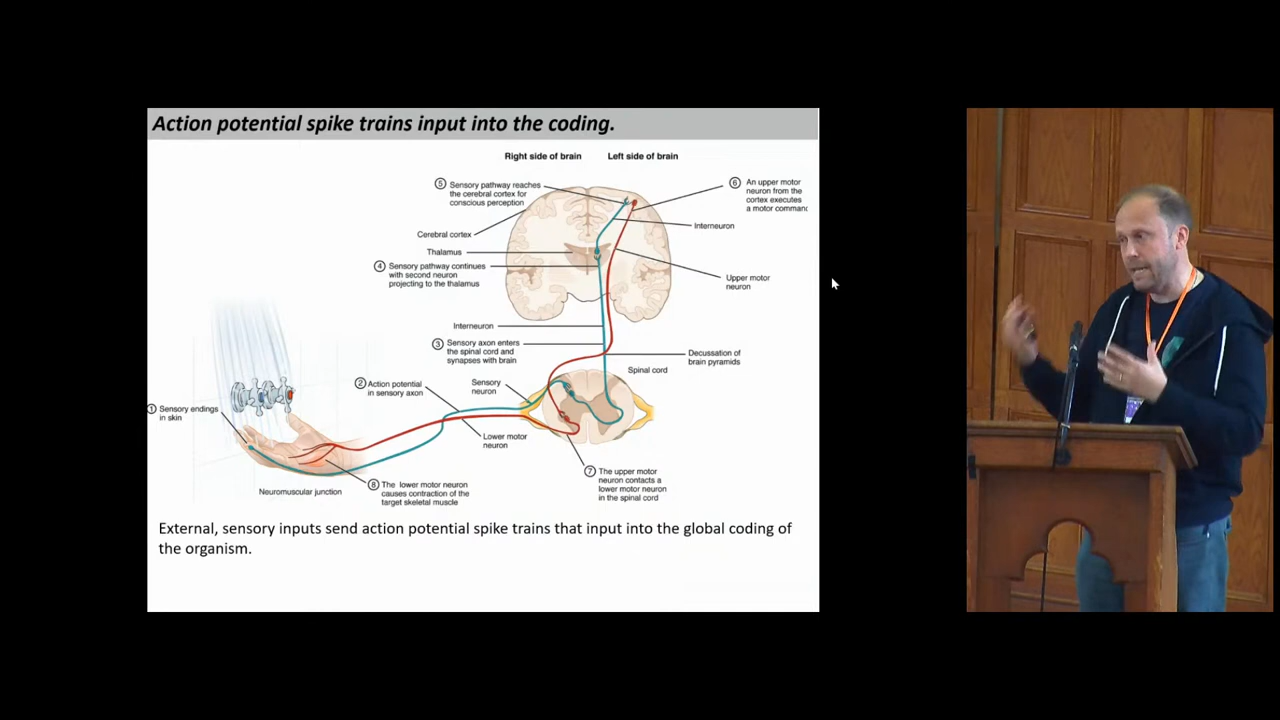 Action potential spike trains input into the coding.
Right side of brain
Left side of brain
5 Sensory pathway reaches
the cerebral cortex for
conscious perception
6 An upper motor
neuron from the
cortex executes
a motor command
Interneuron
Cerebral cortex
Thalamus
4 Sensory pathway continues
with second neuron
projecting to the thalamus
Upper motor
neuron
Interneuron
3 Sensory axon enters
the spinal cord and
synapses with brain
Decussation of
brain pyramids
Spinal cord
2 Action potential
in sensory axon
Sensory
neuron
1 Sensory endings
in skin
Lower motor
neuron
7 The upper motor
neuron contacts a
lower motor neuron
in the spinal cord
8 The lower motor neuron
causes contraction of the
target skeletal muscle
Neuromuscular junction
External, sensory inputs send action potential spike trains that input into the global coding of
the organism.